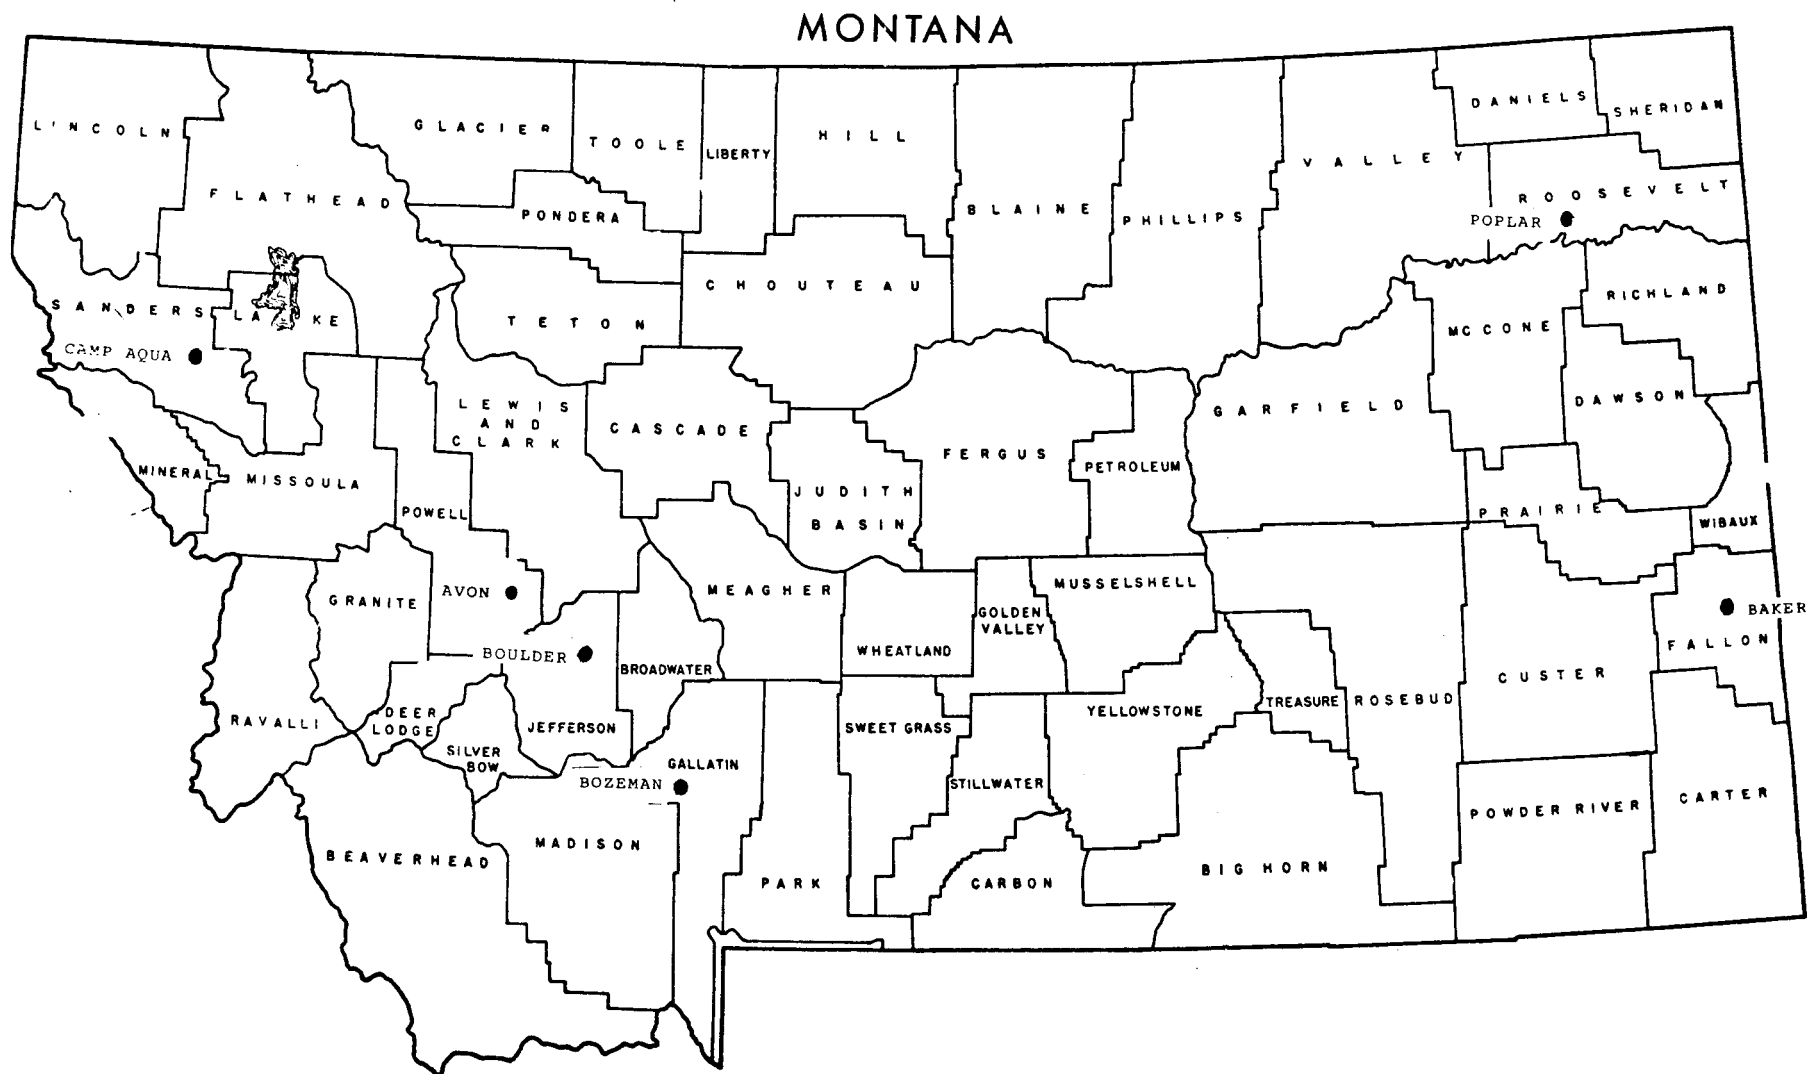 MONTANA
LINCOLN
FLATHEAD
GLACIER
TOOLE
LIBERTY
HILL
BLAINE
PHILLIPS
VALLEY
DANIELS
SHERIDAN
ROOSEVELT
POPLAR
PONDERA
CHOUTEAU
TETON
SANDERS
LAKE
CAMP AQUA
RICHLAND
MCCONE
DAWSON
GARFIELD
LEWIS
AND
CLARK
CASCADE
FERGUS
PETROLEUM
JUDITH
BASIN
MINERAL
MISSOULA
POWELL
PRAIRIE
WIBAUX
AVON
GRANITE
MEAGHER
MUSSELSHELL
GOLDEN
VALLEY
WHEATLAND
BAKER
FALLON
BOULDER
BROADWATER
CUSTER
TREASURE
ROSEBUD
YELLOWSTONE
SWEET GRASS
RAVALLI
DEER
LODGE
JEFFERSON
SILVER
BOW
GALLATIN
BOZEMAN
STILLWATER
POWDER RIVER
CARTER
MADISON
BEAVERHEAD
PARK
CARBON
BIG HORN